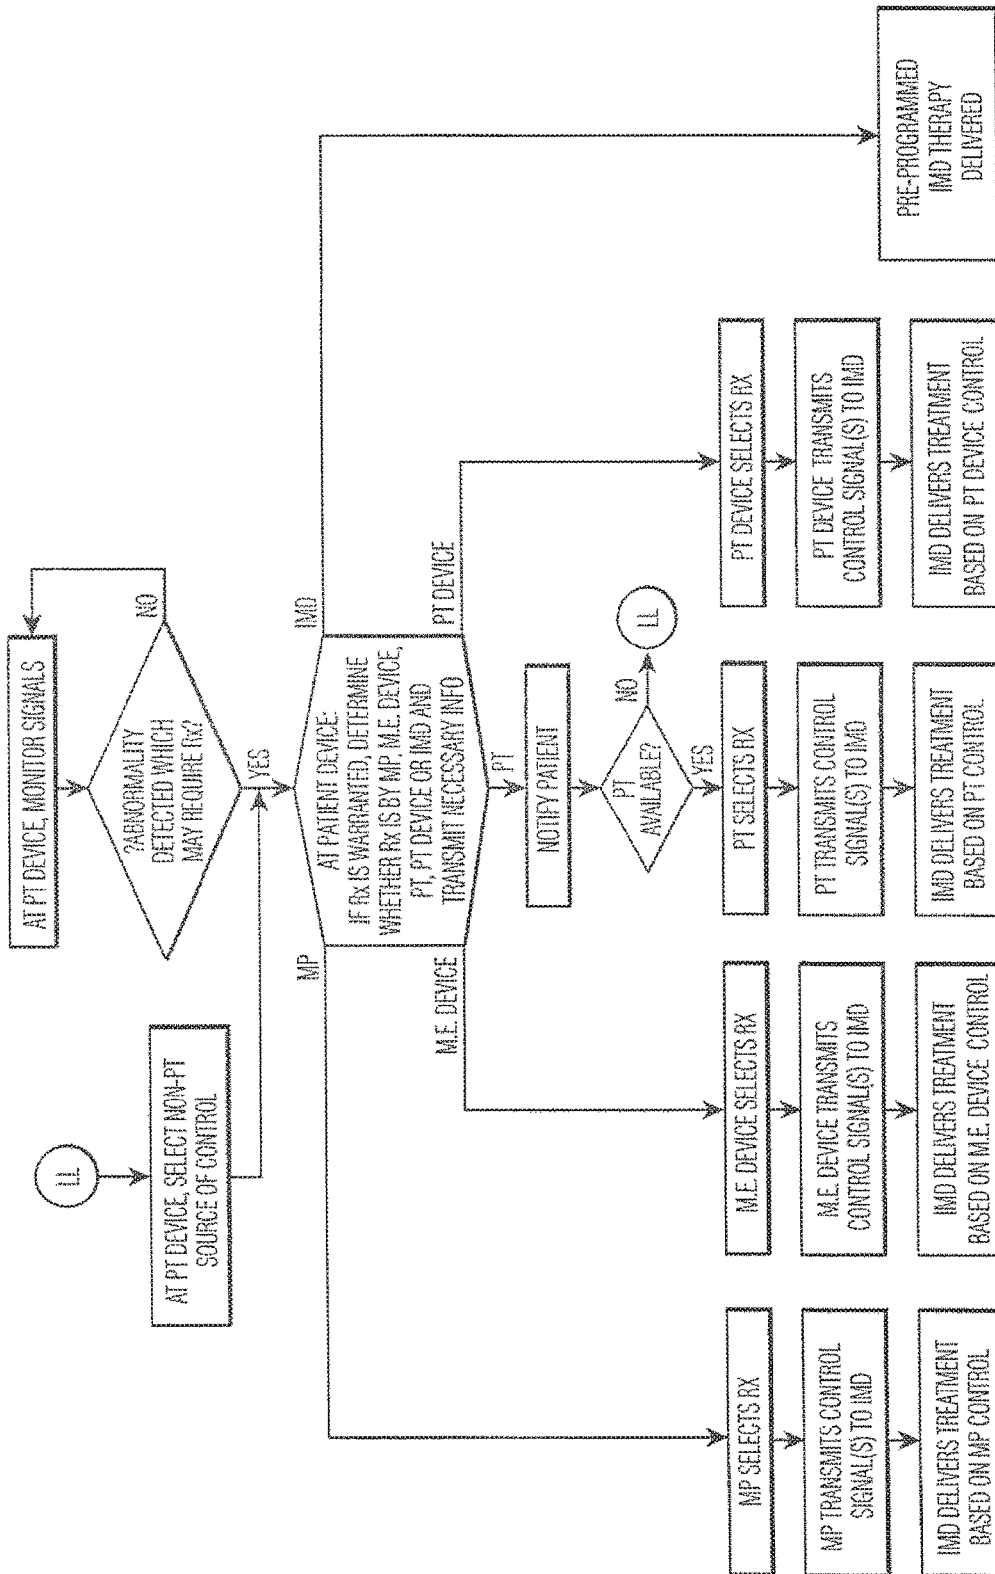 AT PT DEVICE, MONITOR SIGNALS
?ABNORMALITY
DETECTED WHICH
MAY REQUIRE Rx?
NO
YES
LL
AT PT DEVICE, SELECT NON-PT
SOURCE OF CONTROL
AT PATIENT DEVICE:
IF Rx IS WARRANTED, DETERMINE
WHETHER Rx IS BY MP, M.E. DEVICE,
PT, PT DEVICE OR IMD AND
TRANSMIT NECESSARY INFO
MP
M.E. DEVICE
PT
PT DEVICE
IMD
MP SELECTS RX
MP TRANSMITS CONTROL
SIGNAL(S) TO IMD
IMD DELIVERS TREATMENT
BASED ON MP CONTROL
M.E. DEVICE SELECTS RX
M.E. DEVICE TRANSMITS
CONTROL SIGNAL(S) TO IMD
IMD DELIVERS TREATMENT
BASED ON M.E. DEVICE CONTROL
NOTIFY PATIENT
PT
AVAILABLE?
NO
LL
YES
PT SELECTS RX
PT TRANSMITS CONTROL
SIGNAL(S) TO IMD
IMD DELIVERS TREATMENT
BASED ON PT CONTROL
PT DEVICE SELECTS RX
PT DEVICE TRANSMITS
CONTROL SIGNAL(S) TO IMD
IMD DELIVERS TREATMENT
BASED ON PT DEVICE CONTROL
PRE-PROGRAMMED
IMD THERAPY
DELIVERED